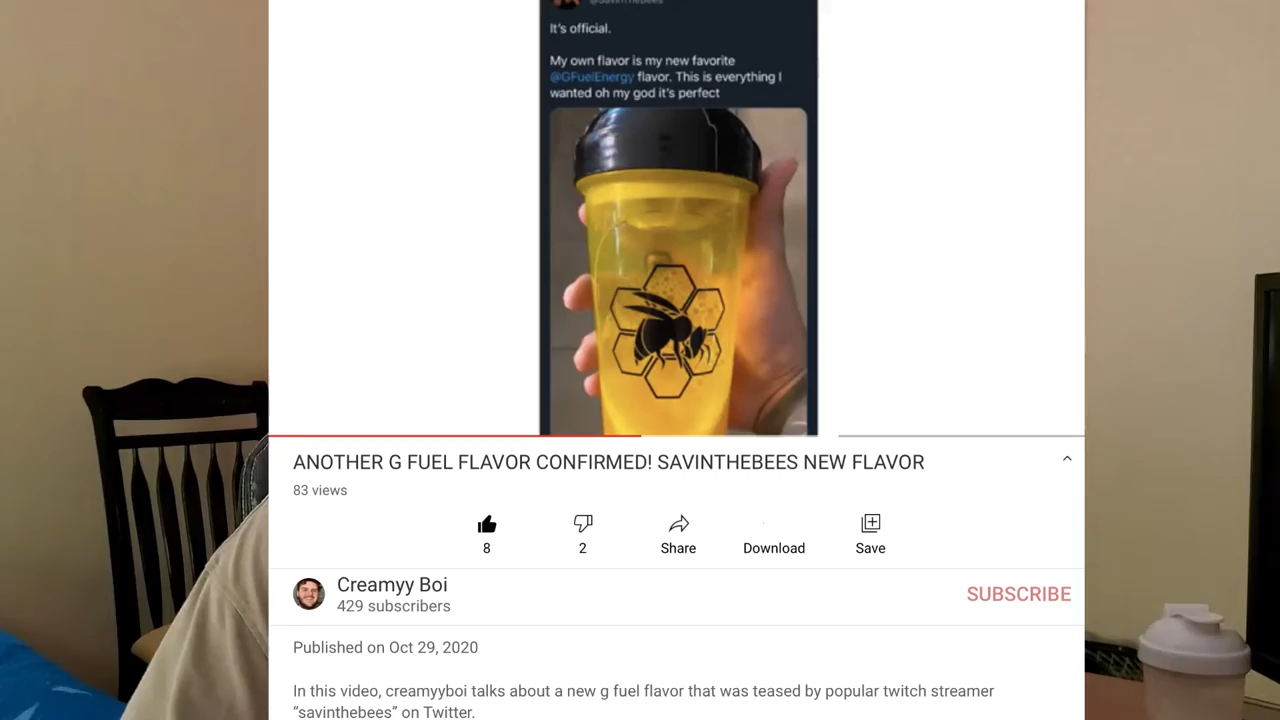 @SavinTheBees
It's official.
My own flavor is my new favorite
@GFuelEnergy flavor. This is everything I
wanted oh my god it's perfect
ANOTHER G FUEL FLAVOR CONFIRMED! SAVINTHEBEES NEW FLAVOR
83 views
8
2
Share
Download
Save
Creamyy Boi
429 subscribers
SUBSCRIBE
Published on Oct 29, 2020
In this video, creamyyboi talks about a new g fuel flavor that was teased by popular twitch streamer
“savinthebees” on Twitter.